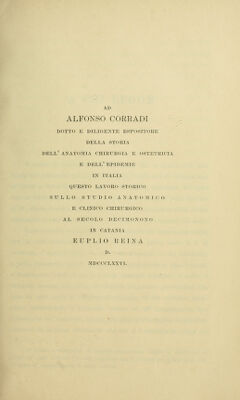 AD
ALFONSO CORRADI
DOTTO E DILIGENTE ESPOSITORE
DELLA STORIA
DELL' ANATOMIA CHIRURGIA E OSTETRICIA
E DELL' EPIDEMIE
IN ITALIA
QUESTO LAVORO STORICO
SULLO STUDIO ANATOMICO
E CLINICO CHIRURGICO
AL SECOLO DECIMONONO
IN CATANIA
EUPLIO REINA
D.
MDCCCLXXVI.